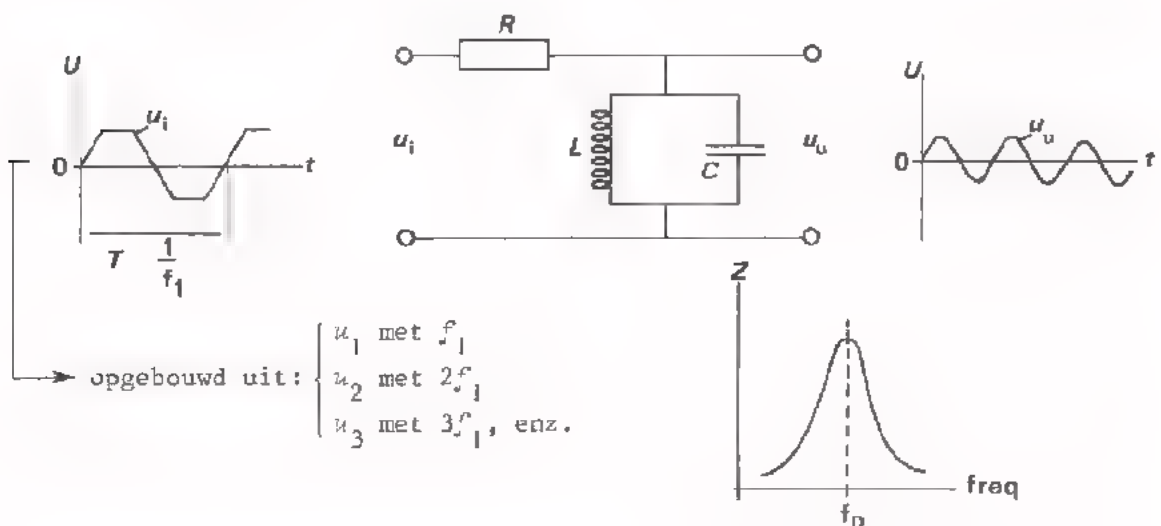 R
U
u_i
0
t
T 1/f_1
u_i
L
C
u_u
U
u_u
0
t
opgebouwd uit:
u_1 met f_1
u_2 met 2f_1
u_3 met 3f_1, enz.
Z
freq
f_0